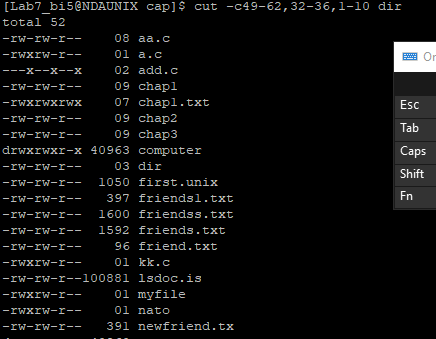 [Lab7_bi5@NDAUNIX cap]$ cut -c49-62,32-36,1-10 dir
total 52
-rw-rw-r--    08 aa.c
-rwxrw-r--    01 a.c
---x--x--x    02 add.c
-rw-rw-r--    09 chap1
-rwxrwxrwx    07 chap1.txt
-rw-rw-r--    09 chap2
-rw-rw-r--    09 chap3
drwxrwxr-x 40963 computer
-rw-rw-r--    03 dir
-rw-rw-r--  1050 first.unix
-rw-rw-r--   397 friends1.txt
-rw-rw-r--  1600 friendss.txt
-rw-rw-r--  1592 friends.txt
-rw-rw-r--    96 friend.txt
-rwxrw-r--    01 kk.c
-rw-rw-r--100881 lsdoc.is
-rwxrw-r--    01 myfile
-rwxrw-r--    01 nato
-rw-rw-r--   391 newfriend.tx
Esc
Tab
Caps
Shift
Fn